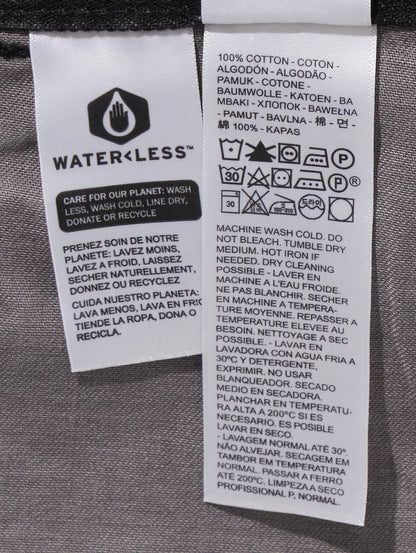 WATER<LESS™
CARE FOR OUR PLANET: WASH
LESS, WASH COLD, LINE DRY,
DONATE OR RECYCLE
PRENEZ SOIN DE NOTRE
PLANETE: LAVEZ MOINS,
LAVEZ A FROID, LAISSEZ
SECHER NATURELLEMENT,
DONNEZ OU RECYCLEZ
CUIDA NUESTRO PLANETA:
LAVA MENOS, LAVA EN FRÍO
TIENDE LA ROPA, DONA O
RECICLA.
100% COTTON - COTON -
ALGODÓN - ALGODÃO -
PAMUK - COTONE -
BAUMWOLLE - KATOEN - BA
MBAKI - ХЛОПОК - BAWEŁNA
- PAMUT - BAVLNA - 棉 - 면 -
綿 100% - KAPAS
P
30
P
30
드라이
MACHINE WASH COLD. DO
NOT BLEACH. TUMBLE DRY
MEDIUM. HOT IRON IF
NEEDED. DRY CLEANING
POSSIBLE - LAVER EN
MACHINE A L'EAU FROIDE.
NE PAS BLANCHIR. SECHER
EN MACHINE A TEMPERA-
TURE MOYENNE. REPASSER A
TEMPERATURE ELEVEE AU
BESOIN. NETTOYAGE A SEC
POSSIBLE. - LAVAR EN
LAVADORA CON AGUA FRIA A
30ºC Y DETERGENTE,
EXPRIMIR. NO USAR
BLANQUEADOR. SECADO
MEDIO EN SECADORA.
PLANCHAR EN TEMPERATU-
RA ALTA A 200ºC SI ES
NECESARIO. ES POSIBLE
LAVAR EN SECO.
- LAVAGEM NORMAL ATÉ 30º.
NÃO ALVEJAR. SECAGEM EM
TAMBOR EM TEMPERATURA
NORMAL. PASSAR A FERRO
ATÉ 200ºC. LIMPEZA A SECO
PROFISSIONAL P. NORMAL.